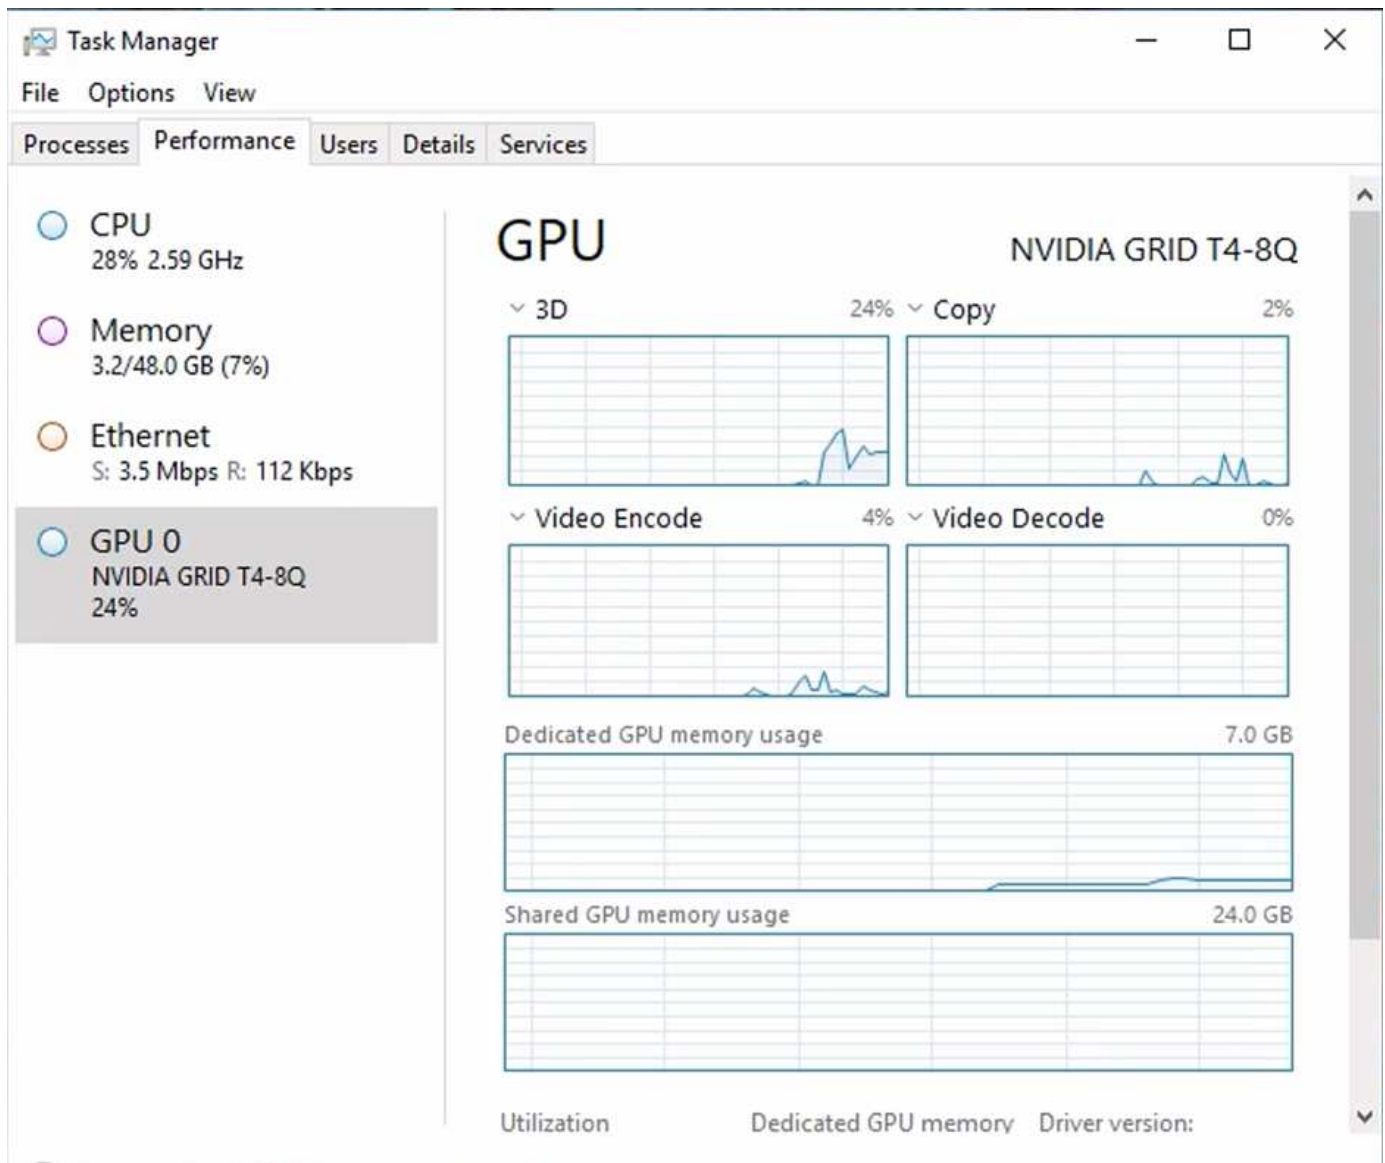 Task Manager
File Options View
Processes Performance Users Details Services
CPU
28% 2.59 GHz
Memory
3.2/48.0 GB (7%)
Ethernet
S: 3.5 Mbps R: 112 Kbps
GPU 0
NVIDIA GRID T4-8Q
24%
GPU NVIDIA GRID T4-8Q
3D 24% Copy 2%
Video Encode 4% Video Decode 0%
Dedicated GPU memory usage 7.0 GB
Shared GPU memory usage 24.0 GB
Utilization Dedicated GPU memory Driver version: